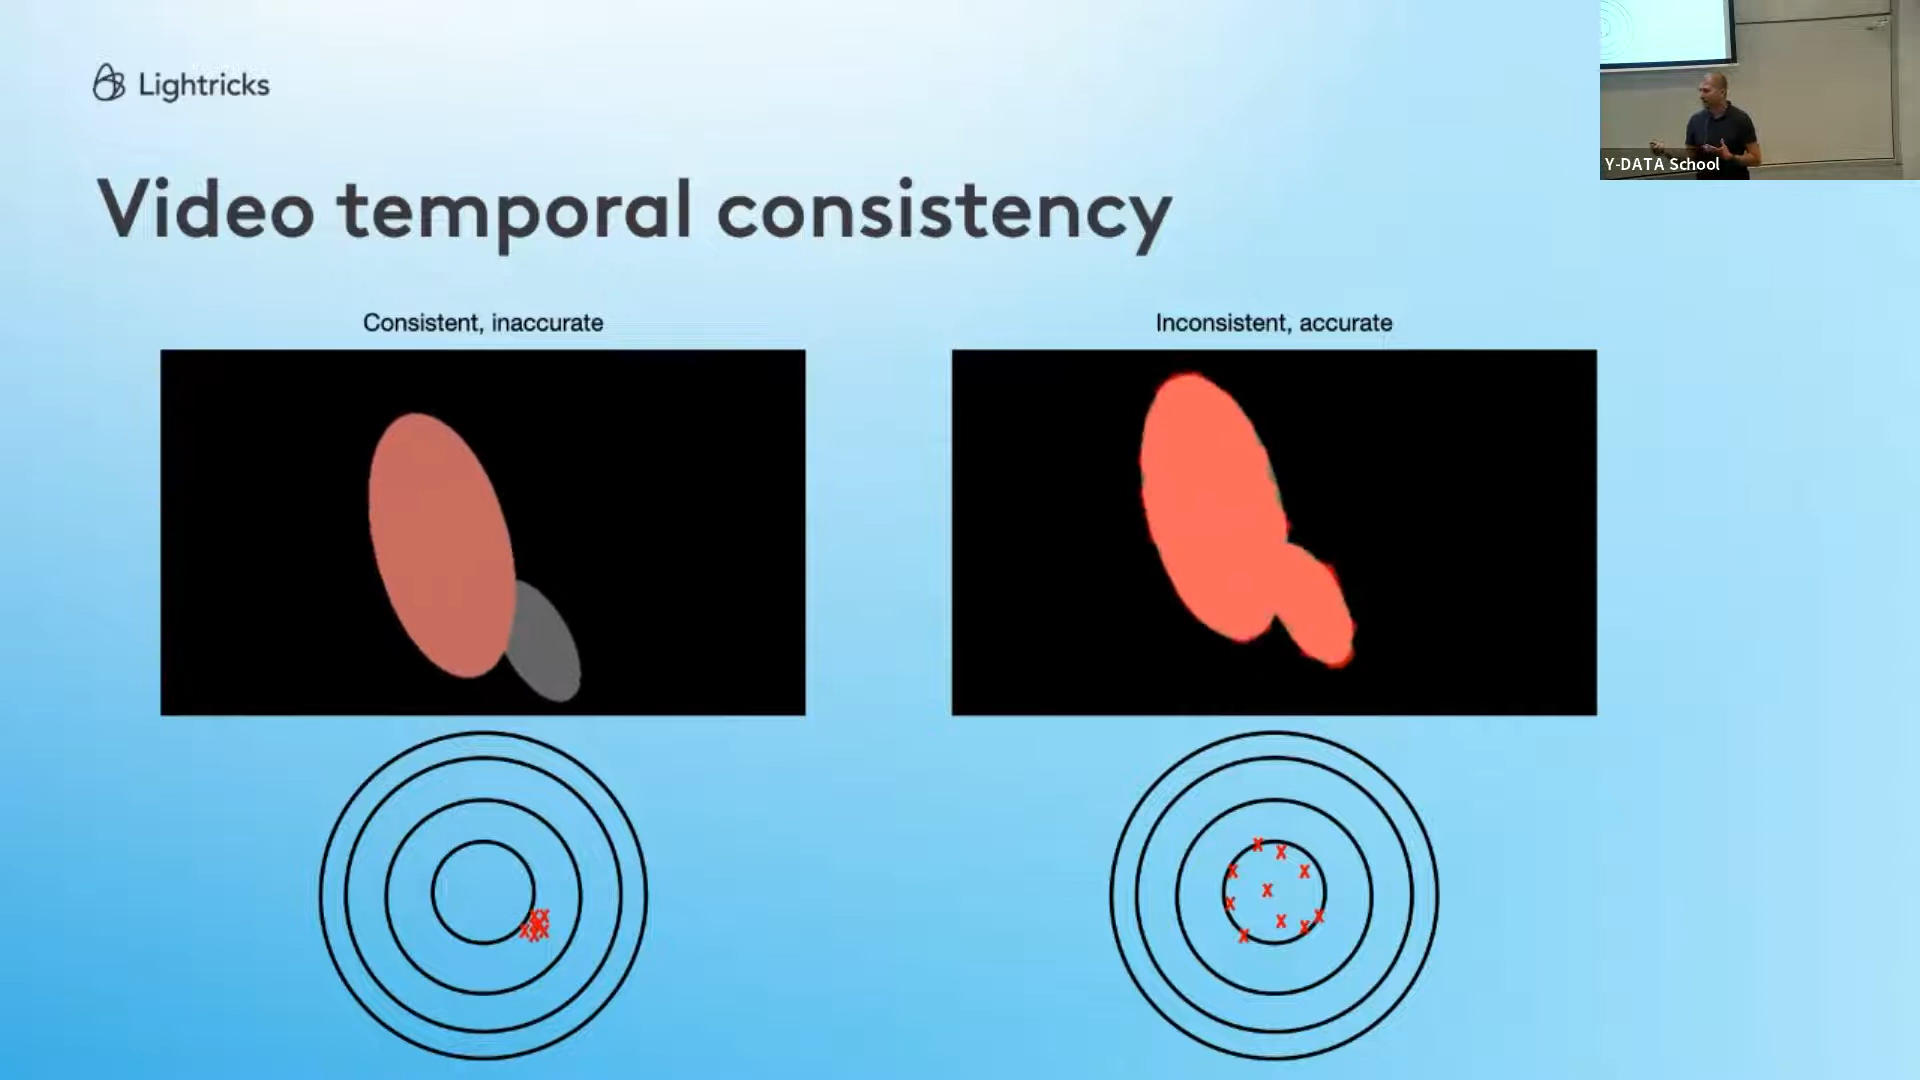 Lightricks
Y-DATA School
Video temporal consistency
Consistent, inaccurate
Inconsistent, accurate